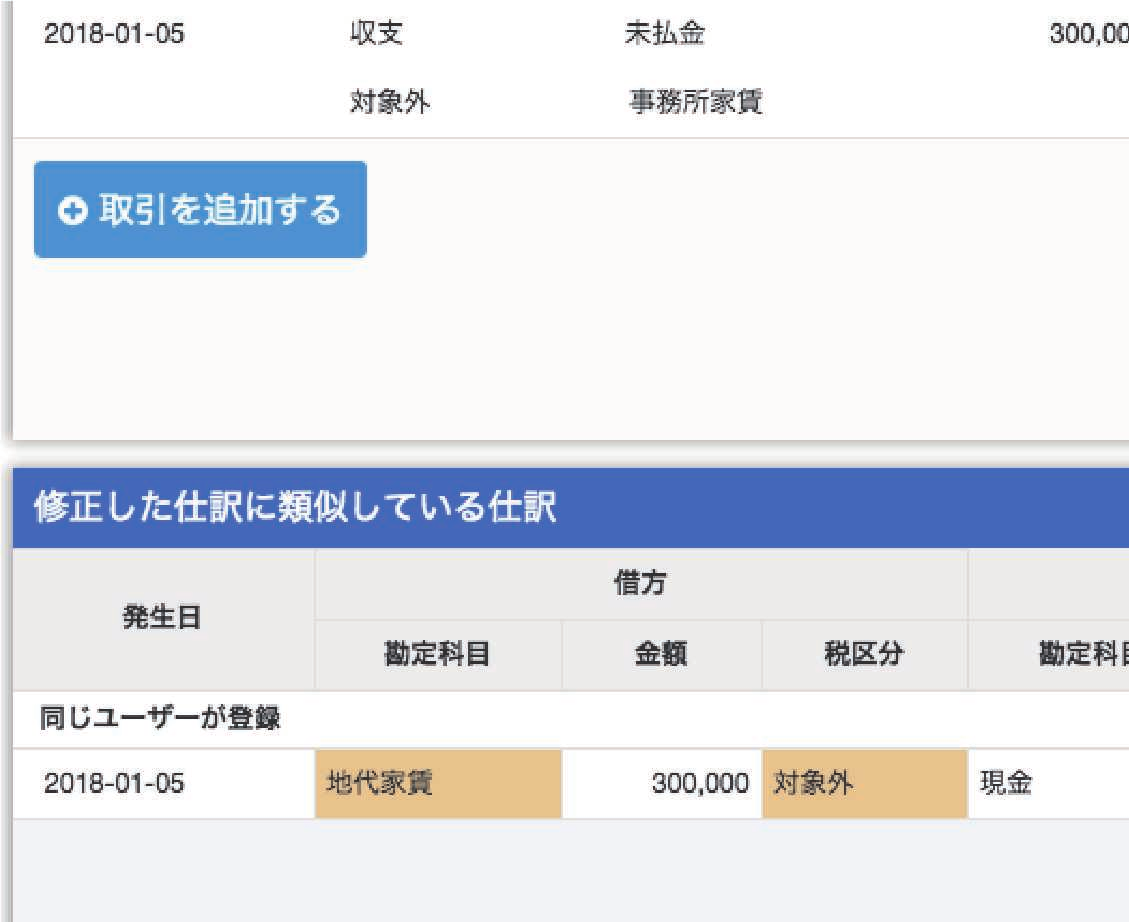 2018-01-05 収支 未払金 300,00
対象外 事務所家賃
取引を追加する
修正した仕訳に類似している仕訳
借方
発生日
勘定科目 金額 税区分 勘定科目
同じユーザーが登録
2018-01-05 地代家賃 300,000 対象外 現金